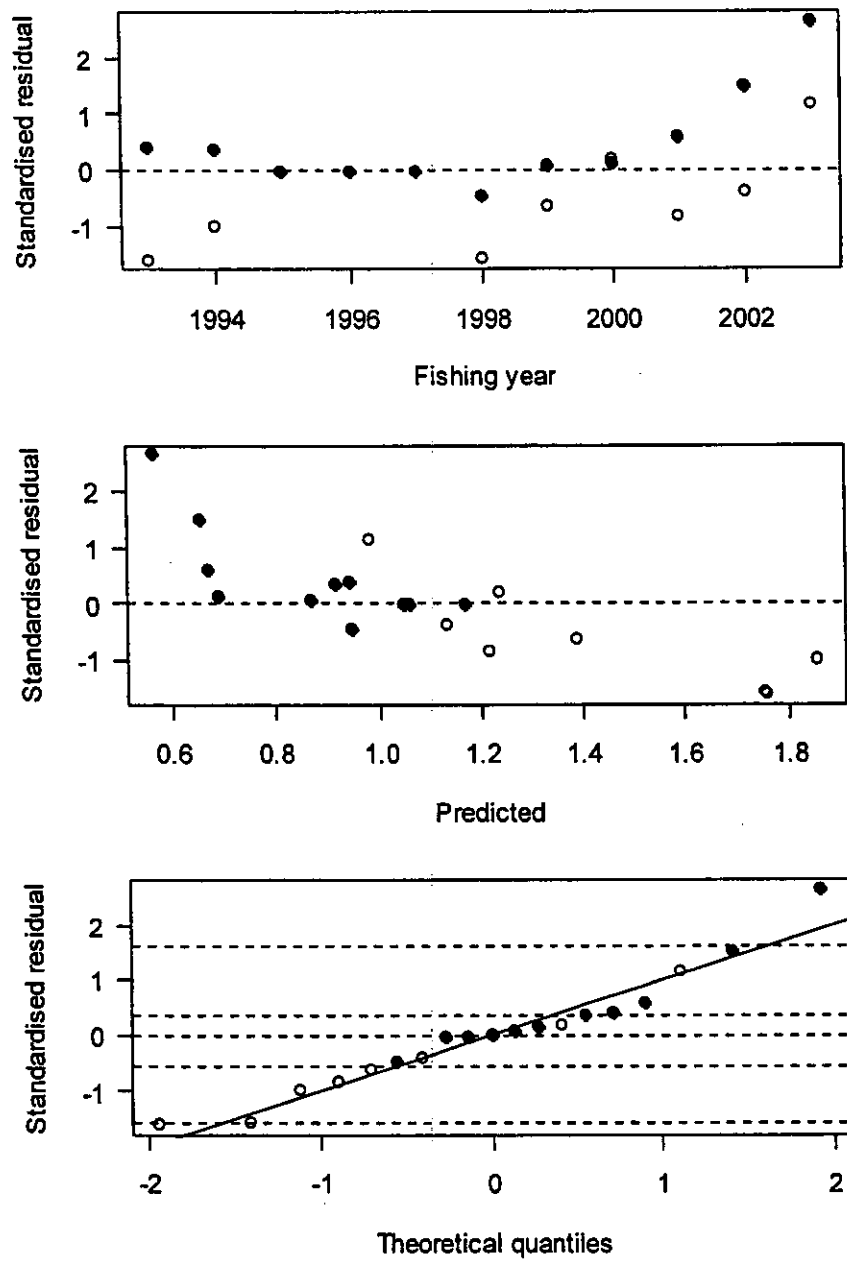 Standardised residual
2
1
0
-1
1994 1996 1998 2000 2002
Fishing year
Standardised residual
2
1
0
-1
0.6 0.8 1.0 1.2 1.4 1.6 1.8
Predicted
Standardised residual
2
1
0
-1
-2 -1 0 1 2
Theoretical quantiles